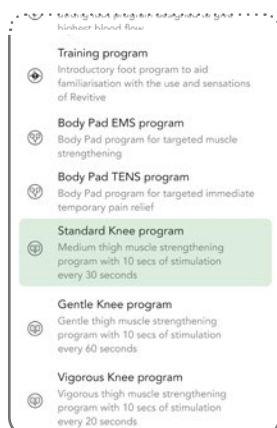 highest blood flow
Training program
Introductory foot program to aid
familiarisation with the use and sensations
of Revitive
Body Pad EMS program
Body Pad program for targeted muscle
strengthening
Body Pad TENS program
Body Pad program for targeted immediate
temporary pain relief
Standard Knee program
Medium thigh muscle strengthening
program with 10 secs of stimulation
every 30 seconds
Gentle Knee program
Gentle thigh muscle strengthening
program with 10 secs of stimulation
every 60 seconds
Vigorous Knee program
Vigorous thigh muscle strengthening
program with 10 secs of stimulation
every 20 seconds